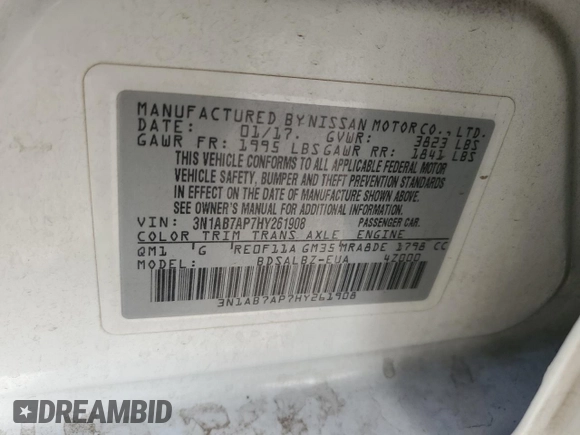 MANUFACTURED BY NISSAN MOTOR CO., LTD.
DATE: 01/17. GVWR: 3823 LBS
GAWR FR: 1995 LBS GAWR RR: 1841 LBS
THIS VEHICLE CONFORMS TO ALL APPLICABLE FEDERAL MOTOR
VEHICLE SAFETY, BUMPER AND THEFT PREVENTION STANDARDS
IN EFFECT ON THE DATE OF MANUFACTURE SHOWN ABOVE.
SEE OWNER'S MANUAL FOR ADDITIONAL INFORMATION.
VIN: 3N1AB7AP7HY261908 PASSENGER CAR.
COLOR TRIM TRANS AXLE ENGINE
QM1 G RE0F11A GM35 MRA8DE 1798 CC
BDSALBZ-EUA 4Z000
3N1AB7AP7HY261908
DREAMBID